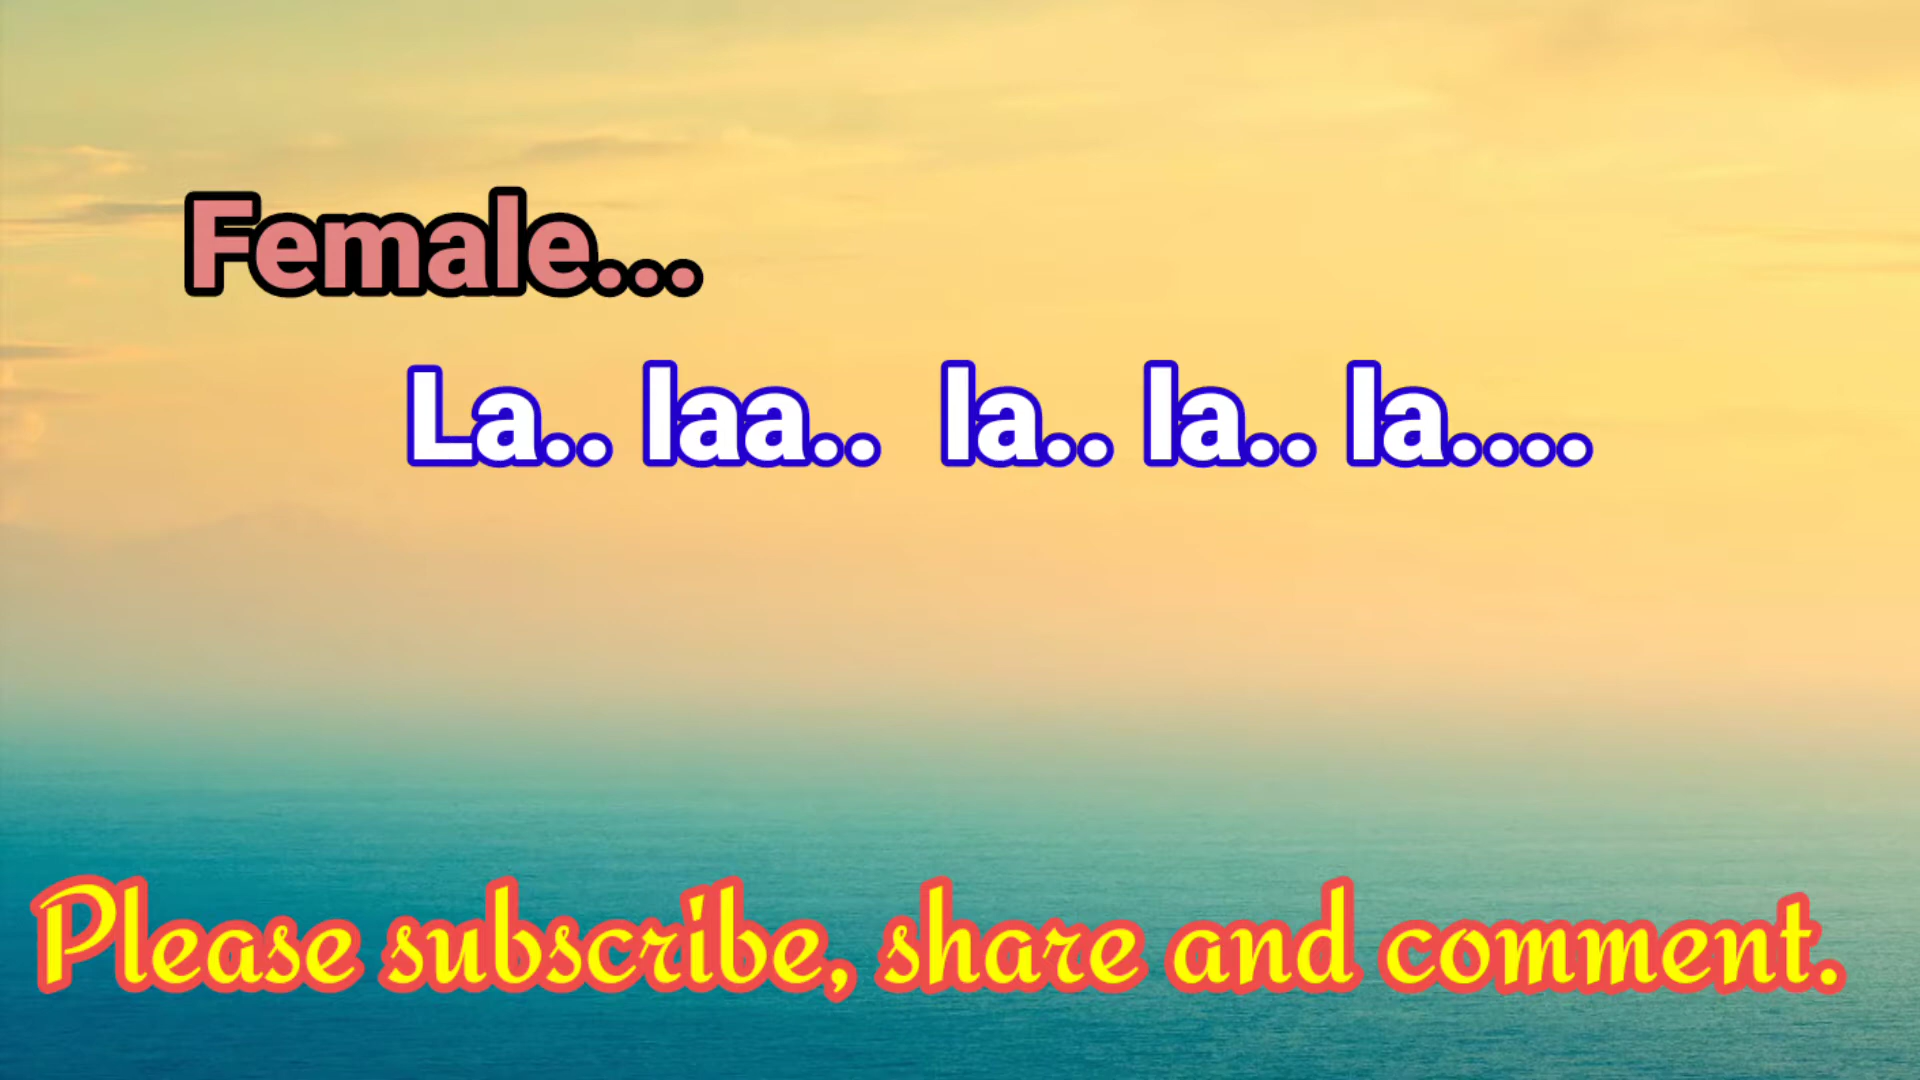 Female...
La.. laa..  la.. la.. la....
Please subscribe, share and comment.